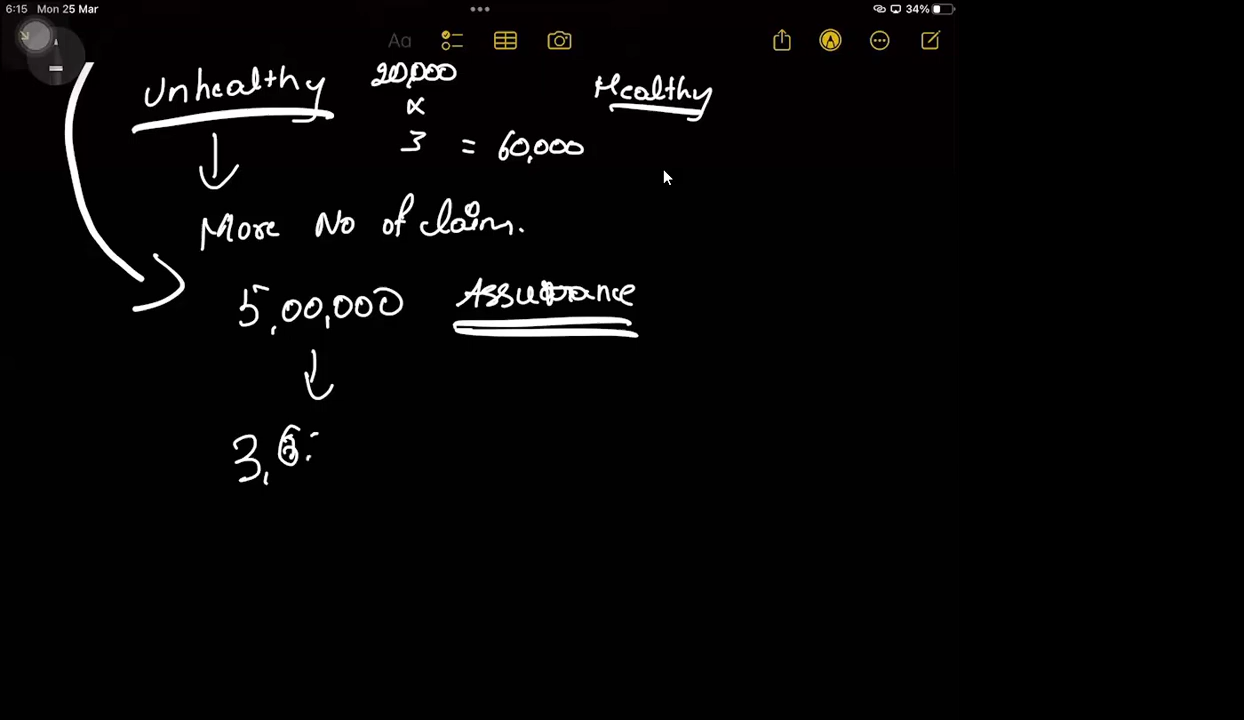 6:15 Mon 25 Mar
34%
Aa
Unhealthy 20,000 Healthy
×
3 = 60,000
More No of claim.
5,00,000 Assurance
3,